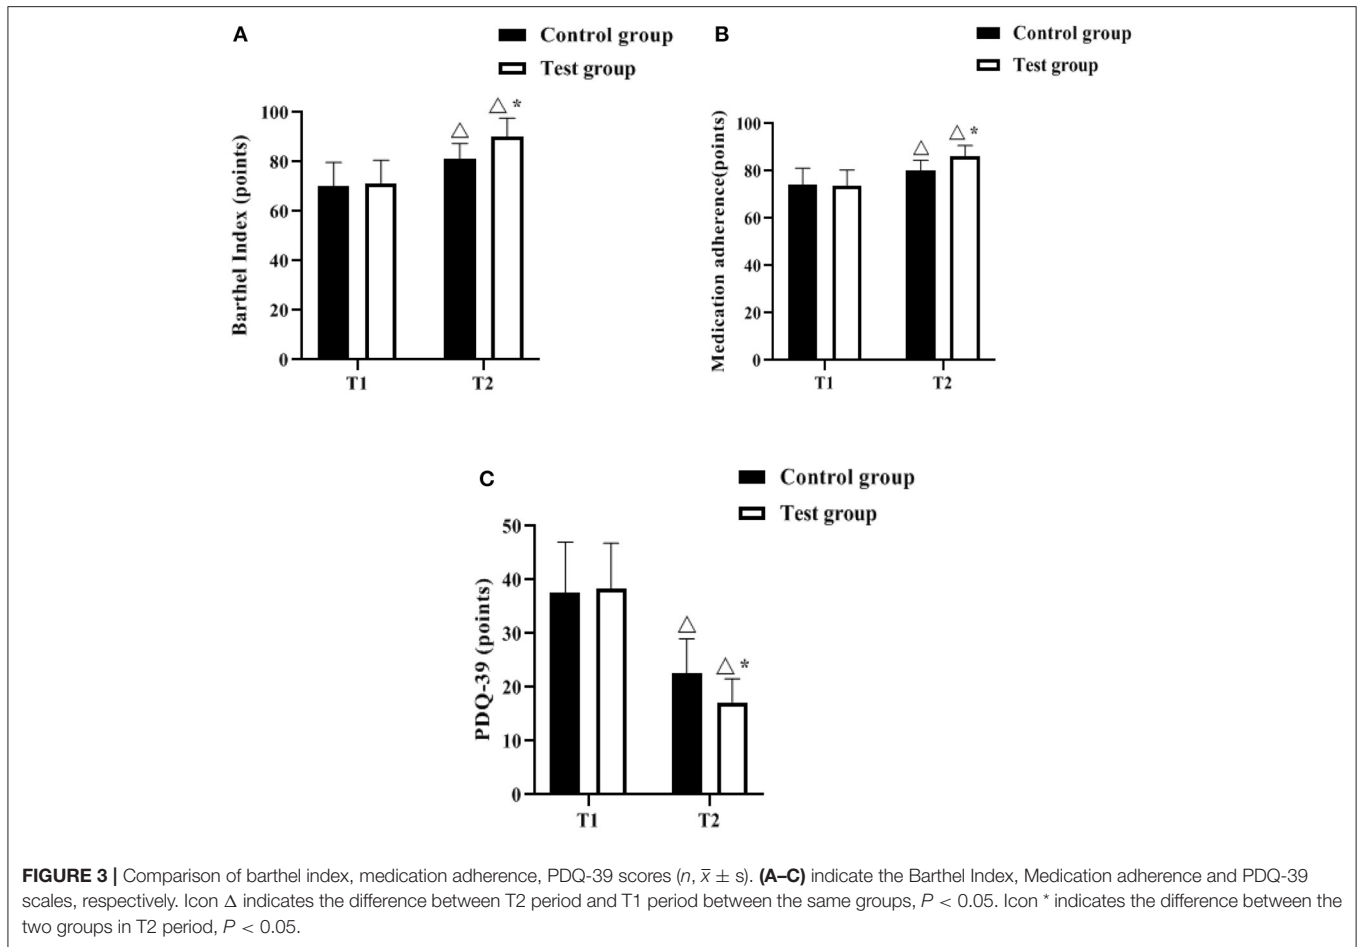 A
Control group
Test group
△ *
△
100
80
60
40
20
0
Barthel Index (points)
T1
T2
B
Control group
Test group
△ *
△
100
80
60
40
20
0
Medication adherence(points)
T1
T2
C
Control group
Test group
50
40
30
20
10
0
△
△ *
PDQ-39 (points)
T1
T2
FIGURE 3 | Comparison of barthel index, medication adherence, PDQ-39 scores (n, x̄ ± s). (A–C) indicate the Barthel Index, Medication adherence and PDQ-39
scales, respectively. Icon Δ indicates the difference between T2 period and T1 period between the same groups, P < 0.05. Icon * indicates the difference between the
two groups in T2 period, P < 0.05.